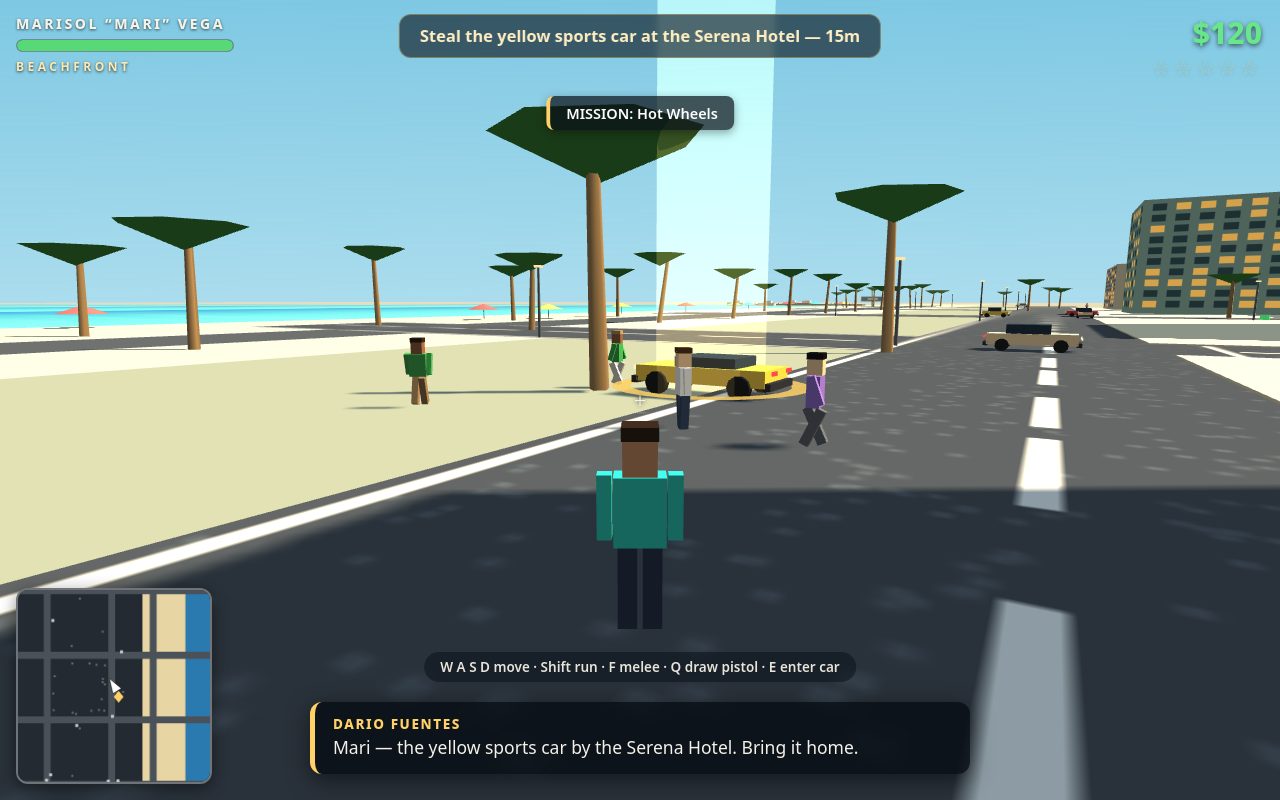 MARISOL “MARI” VEGA
BEACHFRONT
Steal the yellow sports car at the Serena Hotel — 15m
$120
MISSION: Hot Wheels
W A S D move · Shift run · F melee · Q draw pistol · E enter car
DARIO FUENTES
Mari — the yellow sports car by the Serena Hotel. Bring it home.